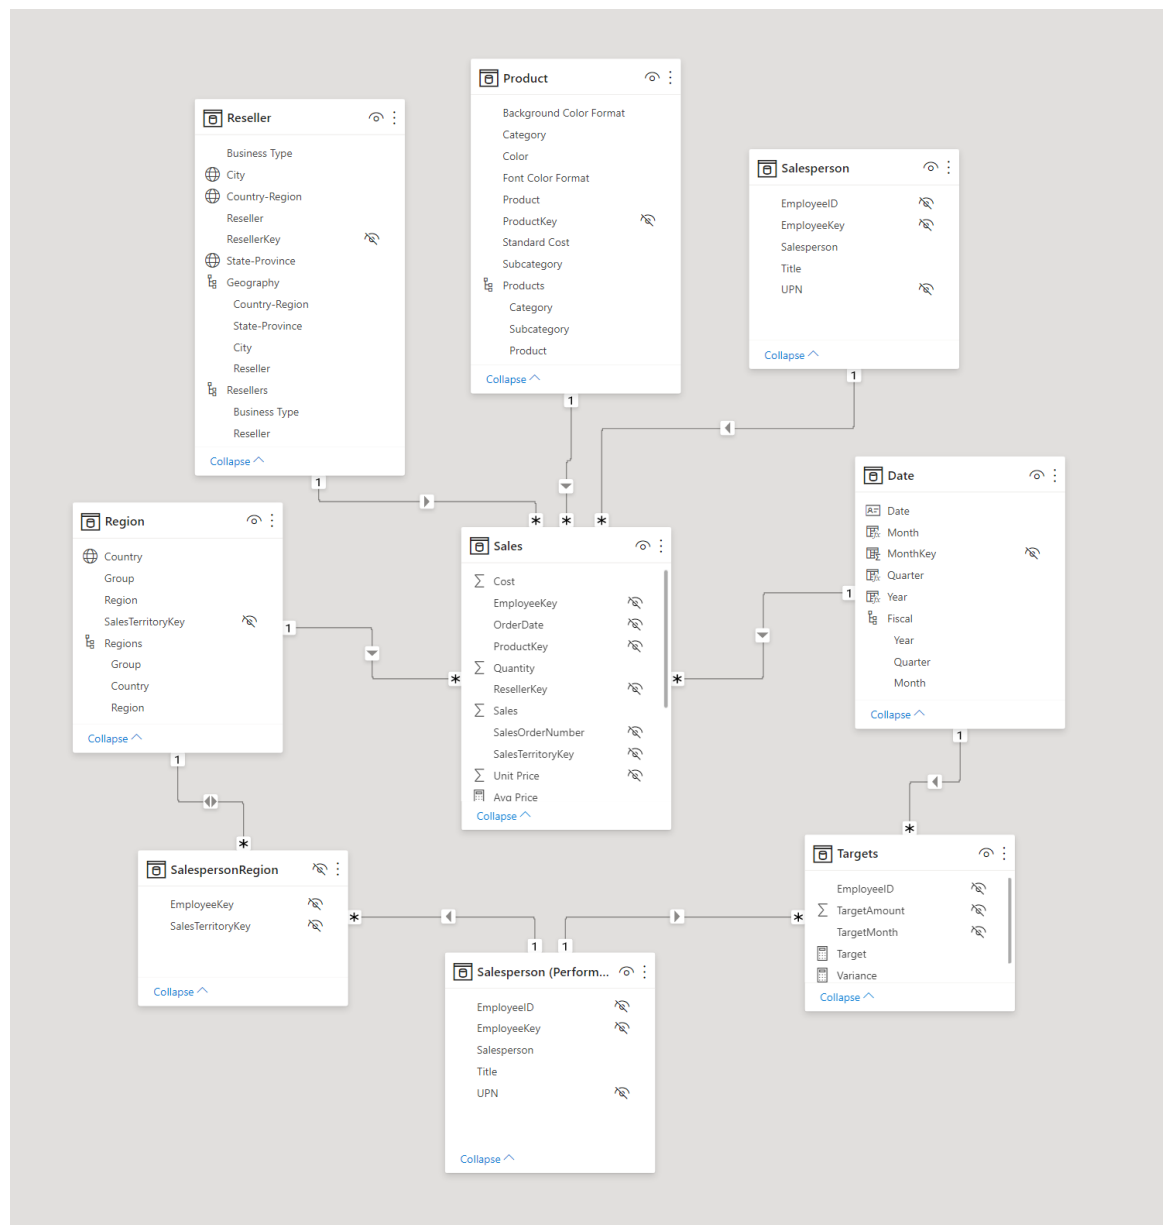 Product
Background Color Format
Category
Color
Font Color Format
Product
ProductKey
Standard Cost
Subcategory
Products
Category
Subcategory
Product
Collapse
1
Reseller
Business Type
City
Country-Region
Reseller
ResellerKey
State-Province
Geography
Country-Region
State-Province
City
Reseller
Resellers
Business Type
Reseller
Collapse
1
Salesperson
EmployeeID
EmployeeKey
Salesperson
Title
UPN
Collapse
1
Region
Country
Group
Region
SalesTerritoryKey
Regions
Group
Country
Region
Collapse
1
1
* * *
Sales
Cost
EmployeeKey
OrderDate
ProductKey
Quantity
ResellerKey
Sales
SalesOrderNumber
SalesTerritoryKey
Unit Price
Avg Price
Collapse
*
*
Date
Date
Month
MonthKey
Quarter
Year
Fiscal
Year
Quarter
Month
Collapse
1
1
*
SalespersonRegion
EmployeeKey
SalesTerritoryKey
Collapse
*
*
Targets
EmployeeID
TargetAmount
TargetMonth
Target
Variance
Collapse
*
1 1
Salesperson (Perform...
EmployeeID
EmployeeKey
Salesperson
Title
UPN
Collapse